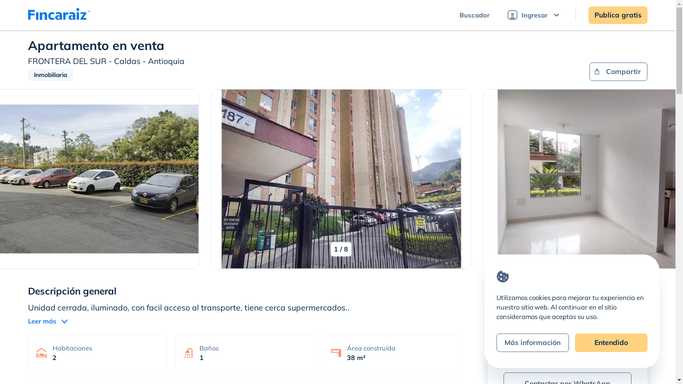 Fincaraiz
Buscador
Ingresar
Publica gratis
Apartamento en venta
FRONTERA DEL SUR - Caldas - Antioquia
Inmobiliaria
Compartir
187
1 / 8
Descripción general
Unidad cerrada, iluminado, con facil acceso al transporte, tiene cerca supermercados..
Leer más
Habitaciones
2
Baños
1
Área construida
38 m²
Utilizamos cookies para mejorar tu experiencia en
nuestro sitio web. Al continuar en el sitio
consideramos que aceptas su uso.
Más información
Entendido
Contactar por WhatsApp